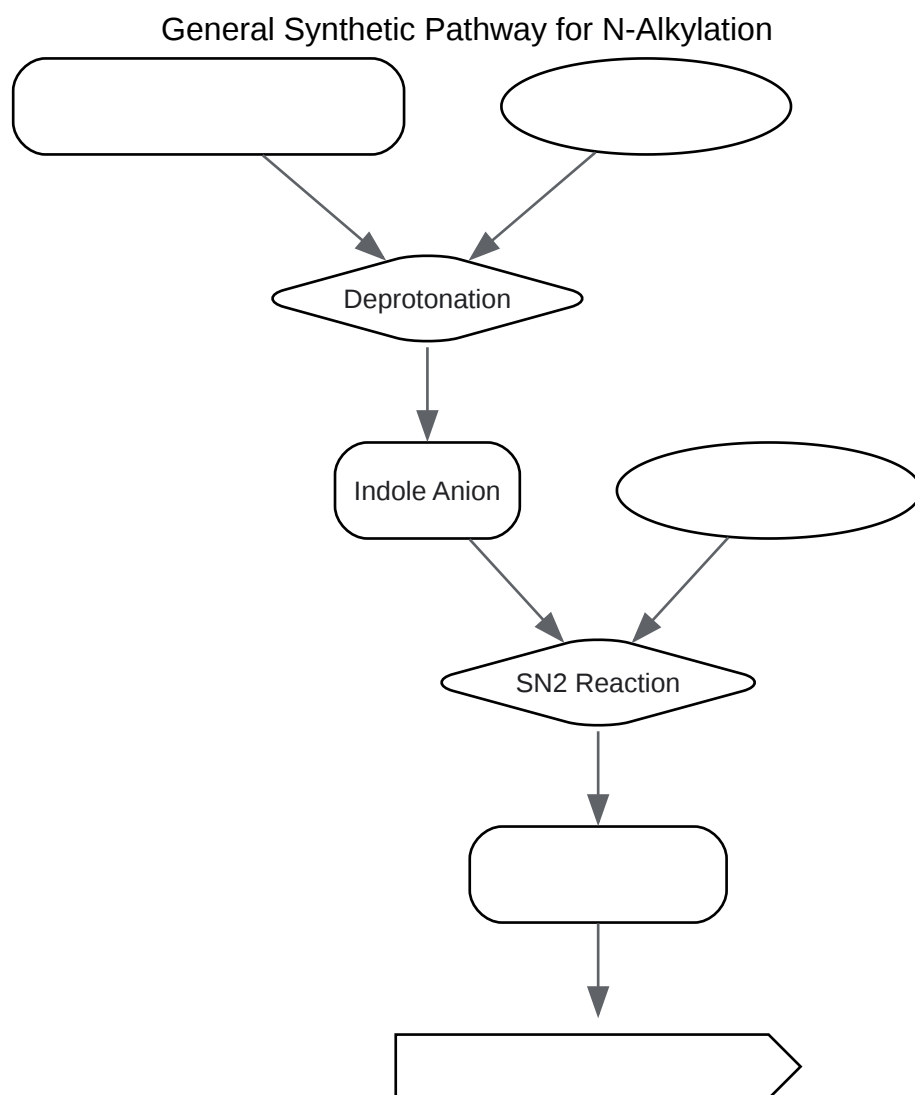 General Synthetic Pathway for N-Alkylation
Deprotonation
Indole Anion
SN2 Reaction